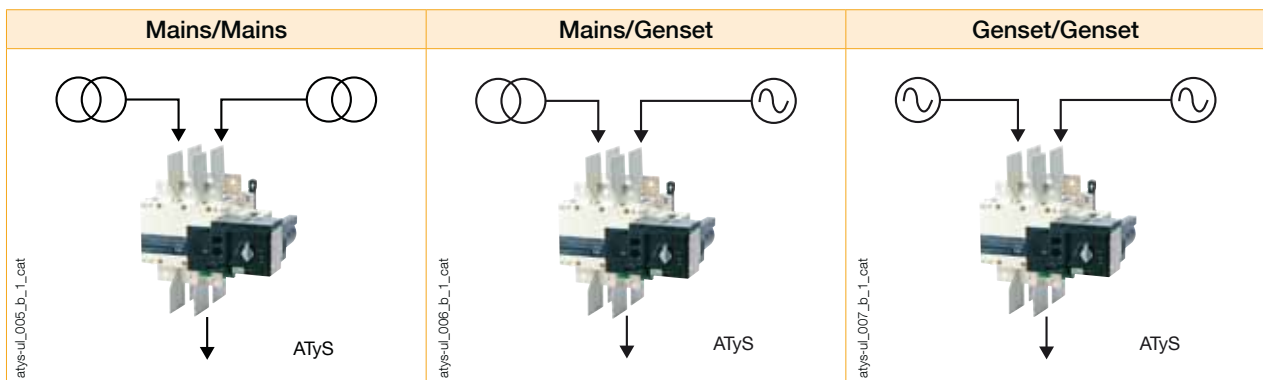 Mains/Mains
Mains/Genset
Genset/Genset
atys-ul_005_b_1_cat
ATyS
atys-ul_006_b_1_cat
ATyS
atys-ul_007_b_1_cat
ATyS